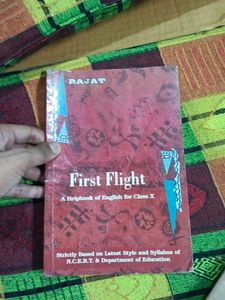 RAJAT
First Flight
A Helpbook of English for Class X
Strictly Based on Latest Style and Syllabus of
N.C.E.R.T. & Department of Education